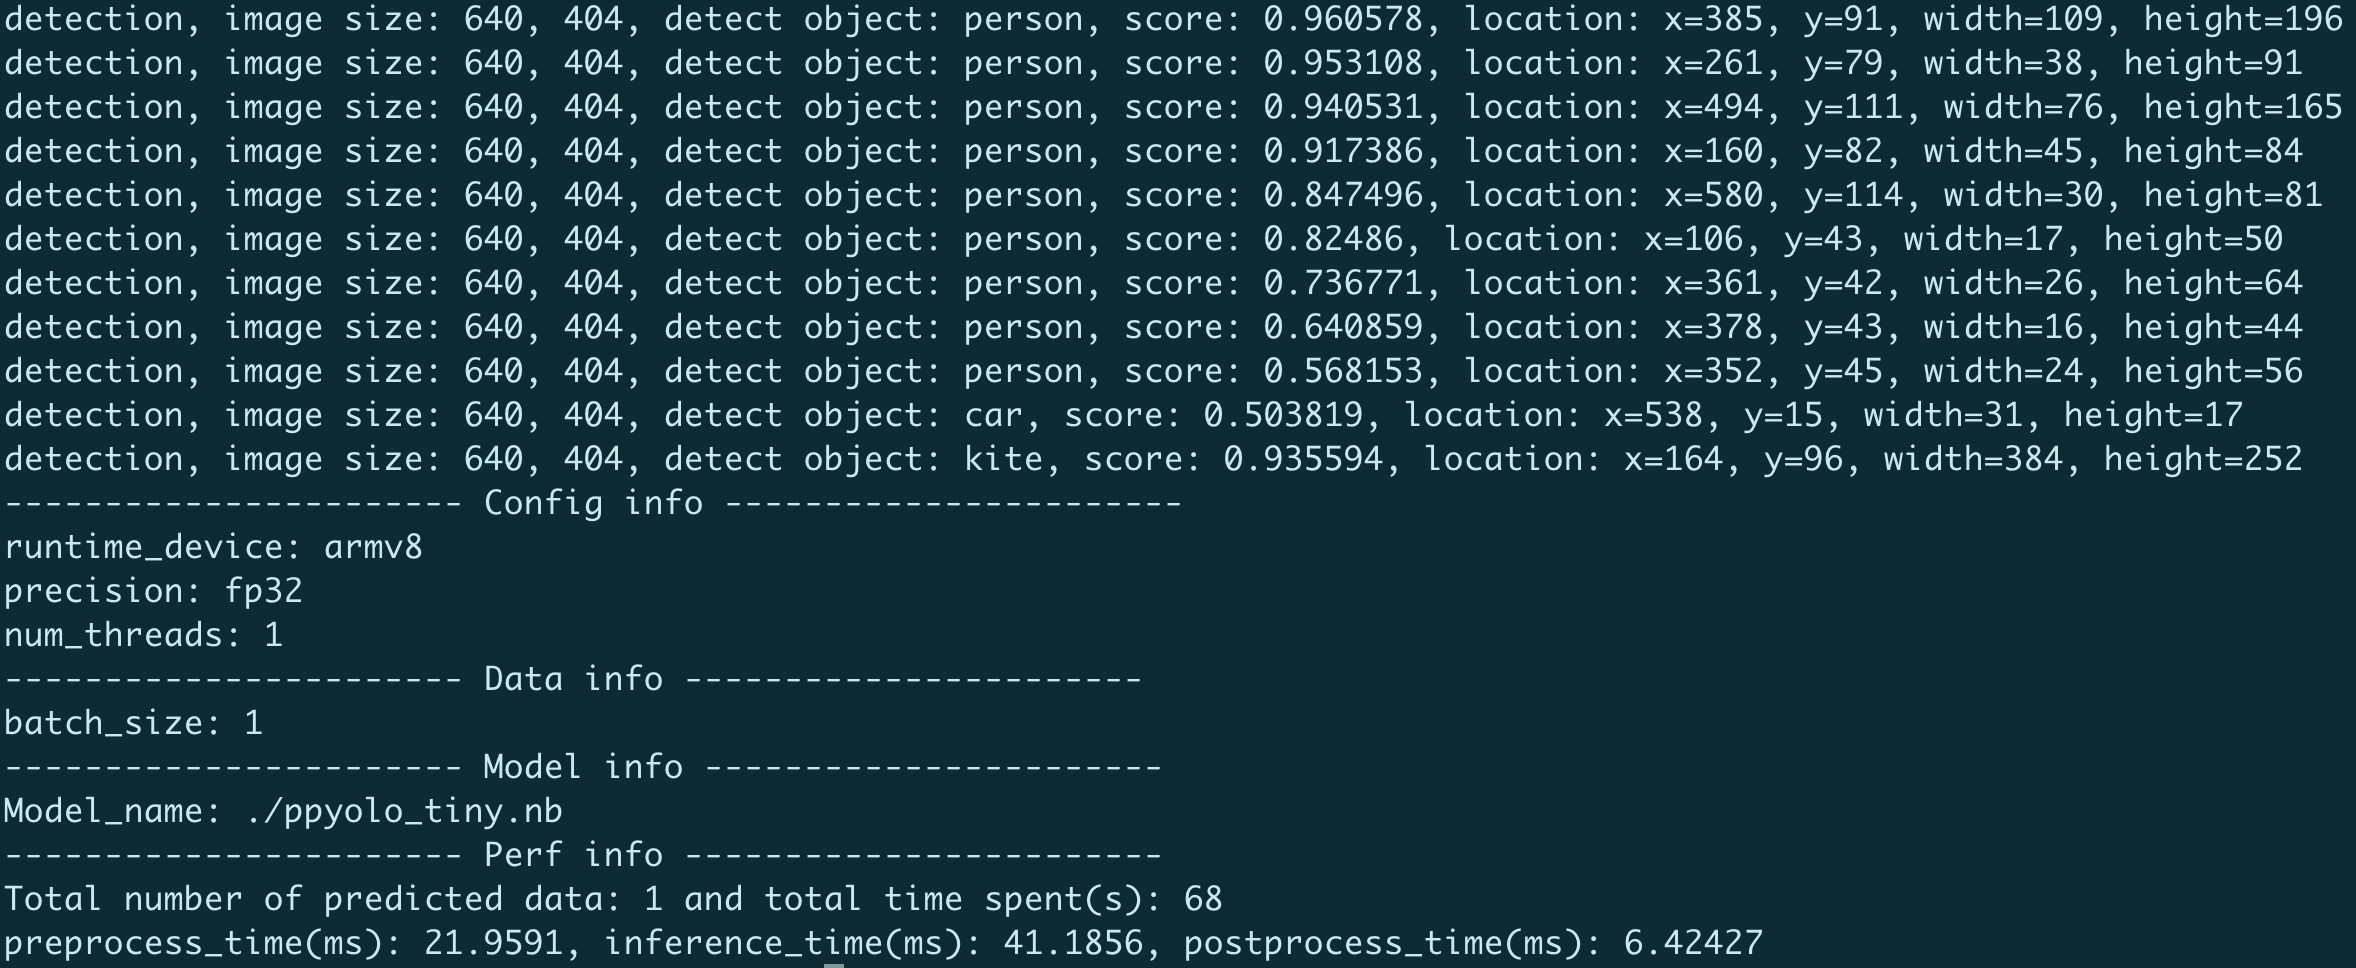 detection, image size: 640, 404, detect object: person, score: 0.960578, location: x=385, y=91, width=109, height=196
detection, image size: 640, 404, detect object: person, score: 0.953108, location: x=261, y=79, width=38, height=91
detection, image size: 640, 404, detect object: person, score: 0.940531, location: x=494, y=111, width=76, height=165
detection, image size: 640, 404, detect object: person, score: 0.917386, location: x=160, y=82, width=45, height=84
detection, image size: 640, 404, detect object: person, score: 0.847496, location: x=580, y=114, width=30, height=81
detection, image size: 640, 404, detect object: person, score: 0.82486, location: x=106, y=43, width=17, height=50
detection, image size: 640, 404, detect object: person, score: 0.736771, location: x=361, y=42, width=26, height=64
detection, image size: 640, 404, detect object: person, score: 0.640859, location: x=378, y=43, width=16, height=44
detection, image size: 640, 404, detect object: person, score: 0.568153, location: x=352, y=45, width=24, height=56
detection, image size: 640, 404, detect object: car, score: 0.503819, location: x=538, y=15, width=31, height=17
detection, image size: 640, 404, detect object: kite, score: 0.935594, location: x=164, y=96, width=384, height=252
----------------------- Config info -----------------------
runtime_device: armv8
precision: fp32
num_threads: 1
----------------------- Data info -----------------------
batch_size: 1
----------------------- Model info -----------------------
Model_name: ./ppyolo_tiny.nb
----------------------- Perf info ------------------------
Total number of predicted data: 1 and total time spent(s): 68
preprocess_time(ms): 21.9591, inference_time(ms): 41.1856, postprocess_time(ms): 6.42427